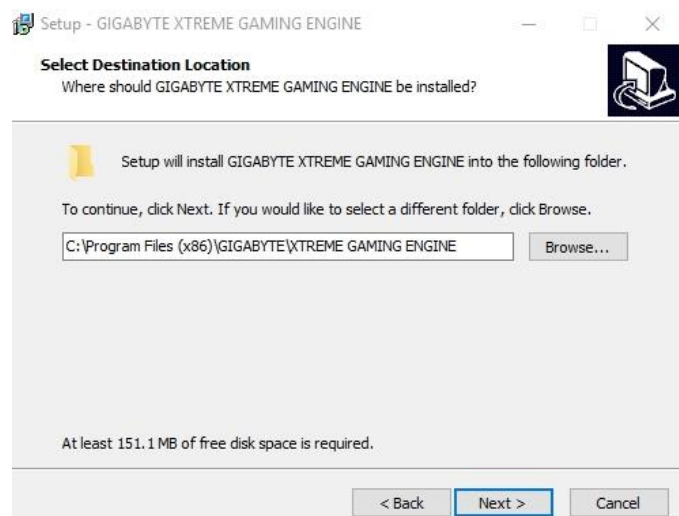 Setup - GIGABYTE XTREME GAMING ENGINE
Select Destination Location
Where should GIGABYTE XTREME GAMING ENGINE be installed?
Setup will install GIGABYTE XTREME GAMING ENGINE into the following folder.
To continue, click Next. If you would like to select a different folder, click Browse.
C:\Program Files (x86)\GIGABYTE\XTREME GAMING ENGINE
Browse...
At least 151.1 MB of free disk space is required.
< Back
Next >
Cancel